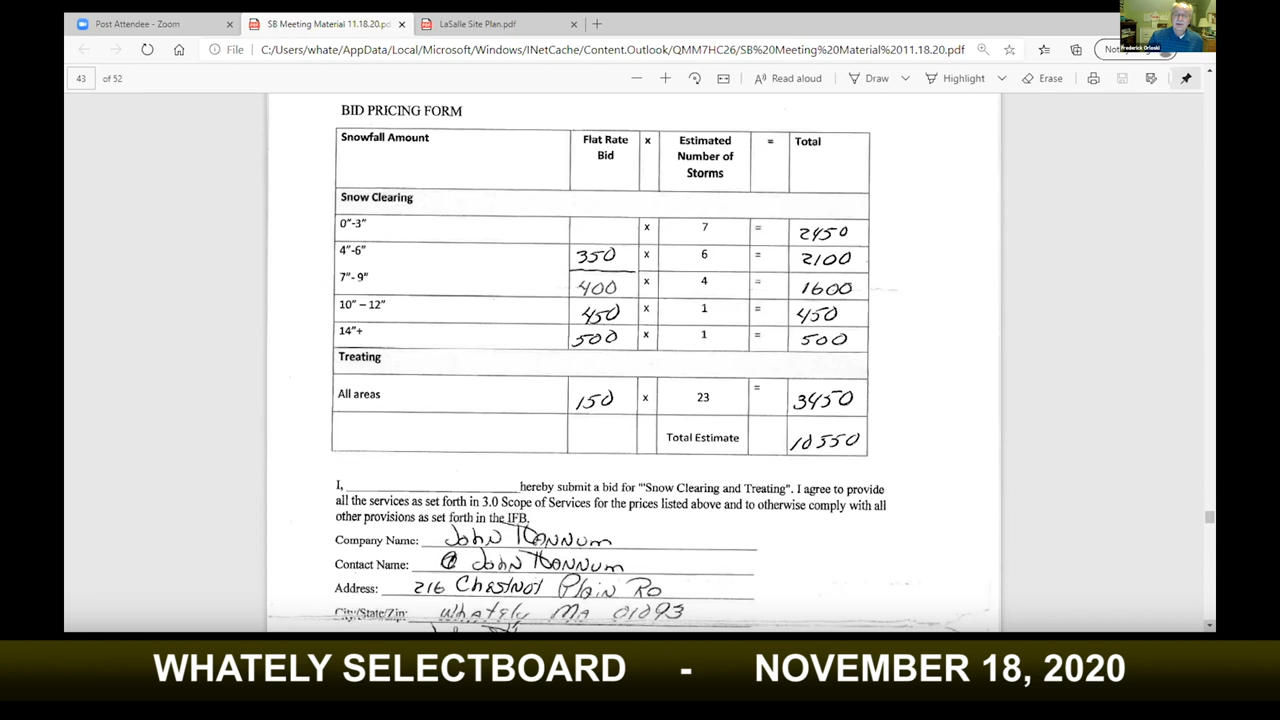 Post Attendee - Zoom
SB Meeting Material 11.18.20.pdf
LaSalle Site Plan.pdf
File
C:/Users/whate/AppData/Local/Microsoft/Windows/INetCache/Content.Outlook/QMM7HC26/SB%20Meeting%20Material%2011.18.20.pdf
Frederick Orloski
43 of 52
Read aloud
Draw
Highlight
Erase
BID PRICING FORM
Snowfall Amount Flat Rate Bid x Estimated Number of Storms = Total
Snow Clearing
0"-3" x 7 = 2450
4"-6" 350 x 6 = 2100
7"- 9" 400 x 4 = 1600
10" – 12" 450 x 1 = 450
14"+ 500 x 1 = 500
Treating
All areas 150 x 23 = 3450
Total Estimate 10550
I, hereby submit a bid for "Snow Clearing and Treating". I agree to provide
all the services as set forth in 3.0 Scope of Services for the prices listed above and to otherwise comply with all
other provisions as set forth in the IFB.
Company Name: John Hannum
Contact Name: John Hannum
Address: 216 Chestnut Plain Rd
City/State/Zip: Whately MA 01093
WHATELY SELECTBOARD - NOVEMBER 18, 2020